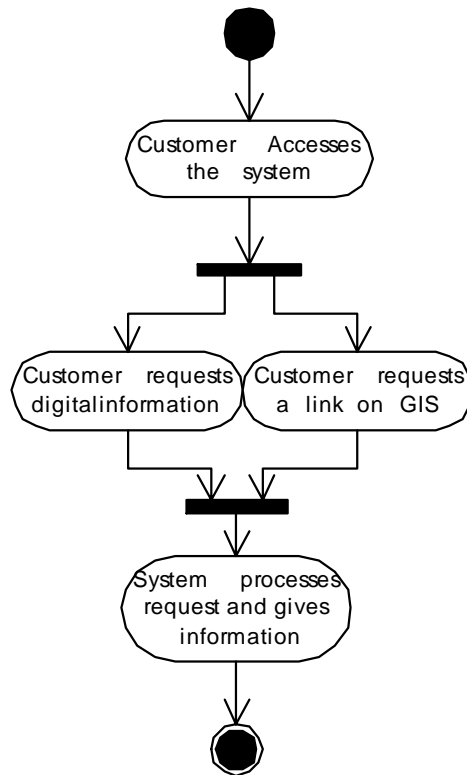 Customer Accesses
the system
Customer requests
digitalinformation
Customer requests
a link on GIS
System processes
request and gives
information